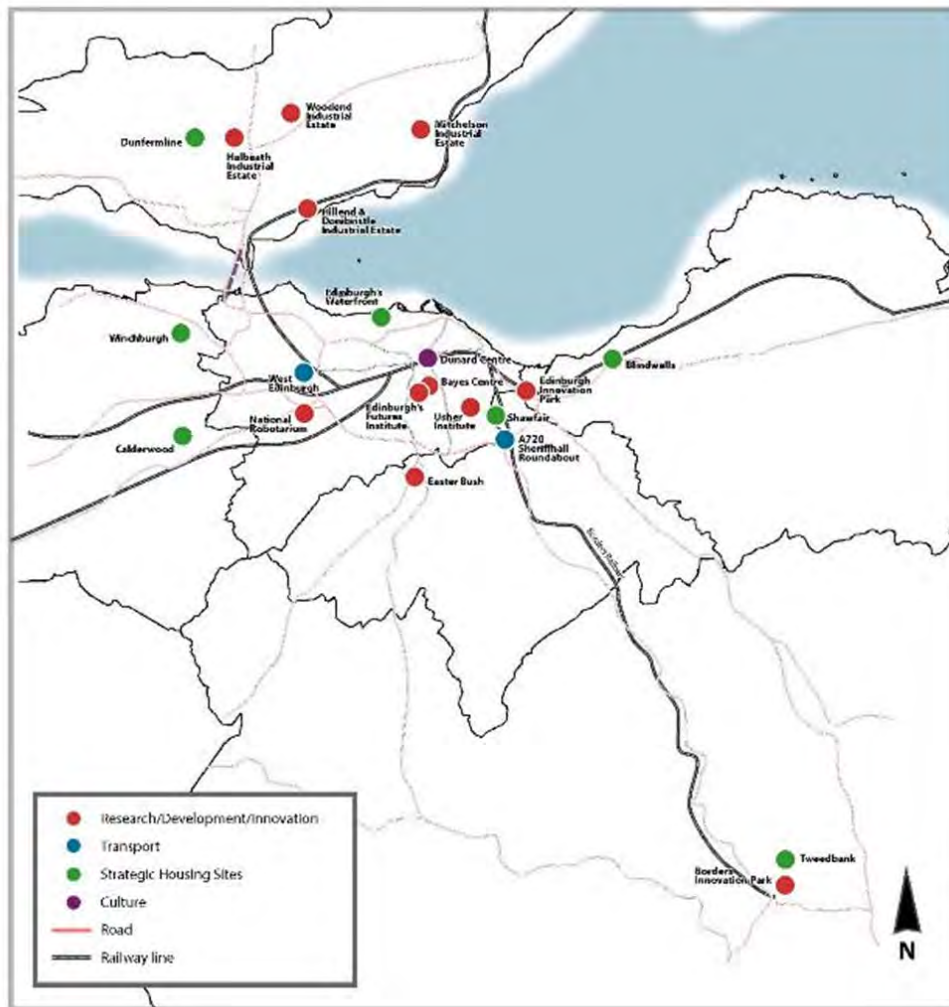 Woodend
Industrial
Estate
Mitchelson
Industrial
Estate
Dunfermline
Halbeath
Industrial
Estate
Hillend &
Donibristle
Industrial Estate
Edinburgh's
Waterfront
Winchburgh
Dunard Centre
Blindwells
West
Edinburgh
Bayes Centre
Edinburgh
Innovation
Park
Edinburgh's
Futures
Institute
Usher
Institute
Shawfair
National
Robotarium
Calderwood
A720
Sheriffhall
Roundabout
Easter Bush
Borders Railway
Tweedbank
Borders
Innovation Park
Research/Development/Innovation
Transport
Strategic Housing Sites
Culture
Road
Railway line
N